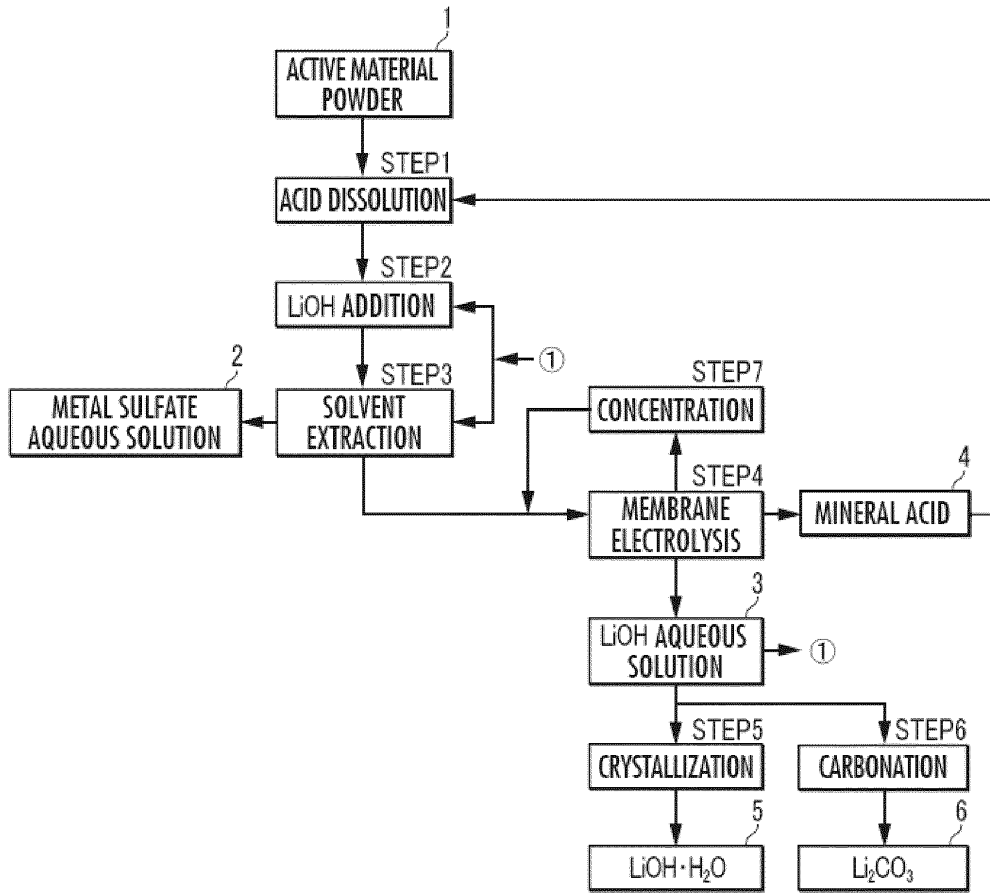 1
ACTIVE MATERIAL
POWDER
STEP1
ACID DISSOLUTION
STEP2
LiOH ADDITION
①
STEP3
SOLVENT
EXTRACTION
2
METAL SULFATE
AQUEOUS SOLUTION
STEP7
CONCENTRATION
STEP4
MEMBRANE
ELECTROLYSIS
4
MINERAL ACID
3
LiOH AQUEOUS
SOLUTION
①
STEP5
CRYSTALLIZATION
STEP6
CARBONATION
5
LiOH·H₂O
6
Li₂CO₃